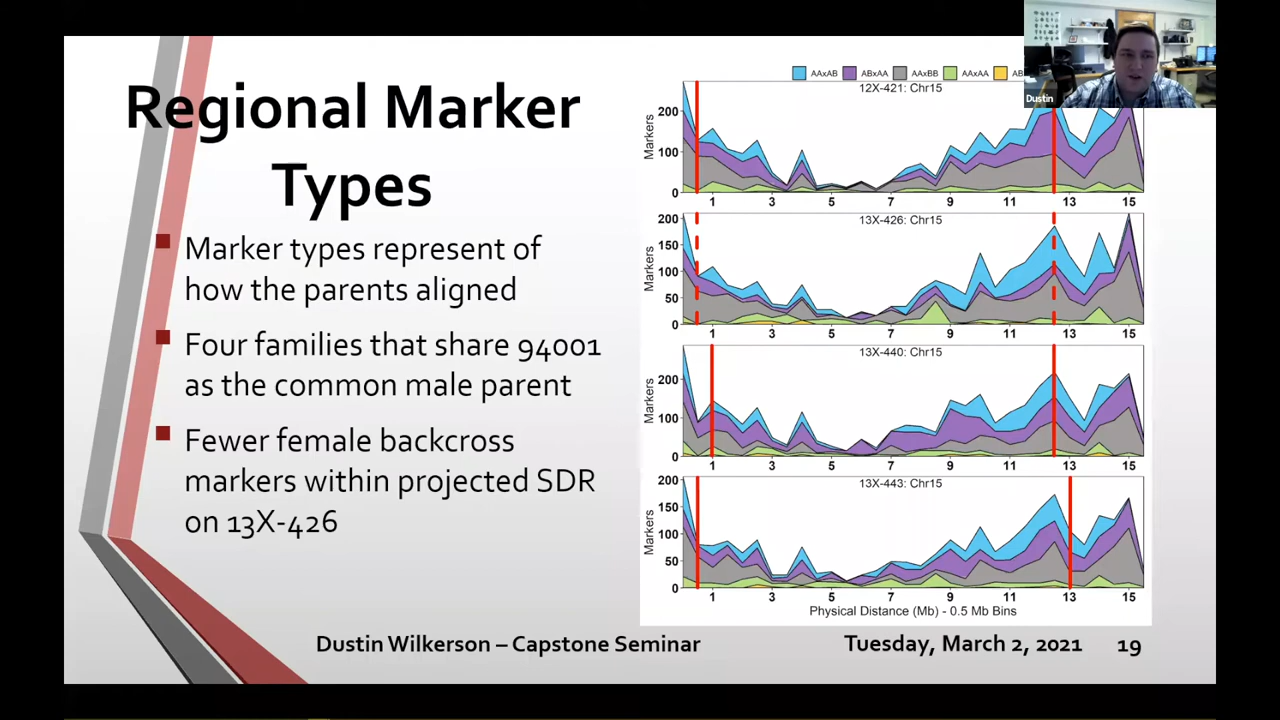 Regional Marker
Types
Marker types represent of
how the parents aligned
Four families that share 94001
as the common male parent
Fewer female backcross
markers within projected SDR
on 13X-426
AAxAB ABxAA AAxBB AAxAA
12X-421: Chr15
Markers
200
100
0
1 3 5 7 9 11 13 15
13X-426: Chr15
Markers
200
150
100
50
0
1 3 5 7 9 11 13 15
13X-440: Chr15
Markers
200
100
0
1 3 5 7 9 11 13 15
13X-443: Chr15
Markers
200
150
100
50
0
1 3 5 7 9 11 13 15
Physical Distance (Mb) - 0.5 Mb Bins
Dustin
Dustin Wilkerson – Capstone Seminar Tuesday, March 2, 2021 19